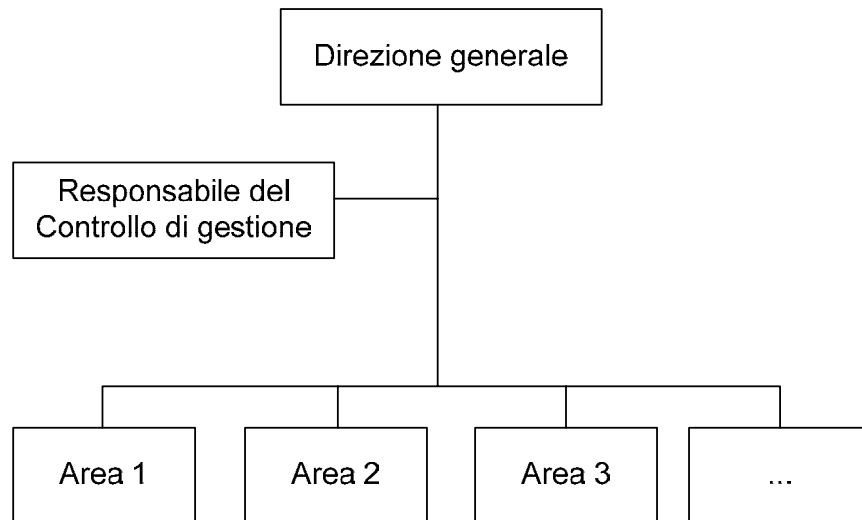 Direzione generale
Responsabile del
Controllo di gestione
Area 1
Area 2
Area 3
...